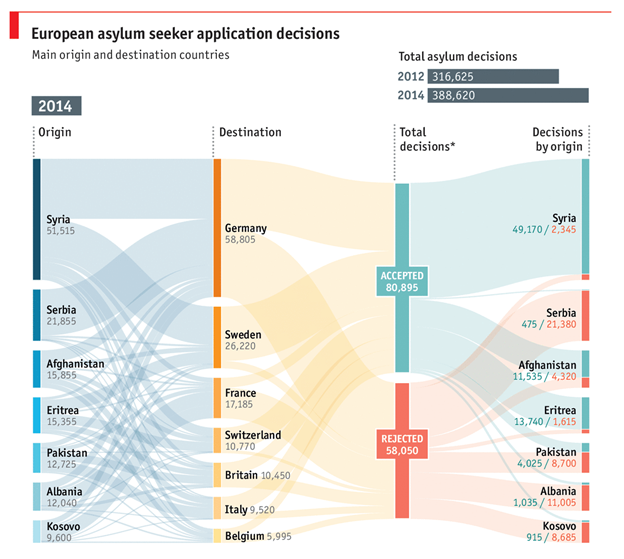 European asylum seeker application decisions
Main origin and destination countries
Total asylum decisions
2012 316,625
2014 388,620
2014
Origin
Destination
Total
decisions*
Decisions
by origin
Syria
51,515
Serbia
21,855
Afghanistan
15,855
Eritrea
15,355
Pakistan
12,725
Albania
12,040
Kosovo
9,600
Germany
58,805
Sweden
26,220
France
17,185
Switzerland
10,770
Britain 10,450
Italy 9,520
Belgium 5,995
ACCEPTED
80,895
REJECTED
58,050
Syria
49,170 / 2,345
Serbia
475 / 21,380
Afghanistan
11,535 / 4,320
Eritrea
13,740 / 1,615
Pakistan
4,025 / 8,700
Albania
1,035 / 11,005
Kosovo
915 / 8,685